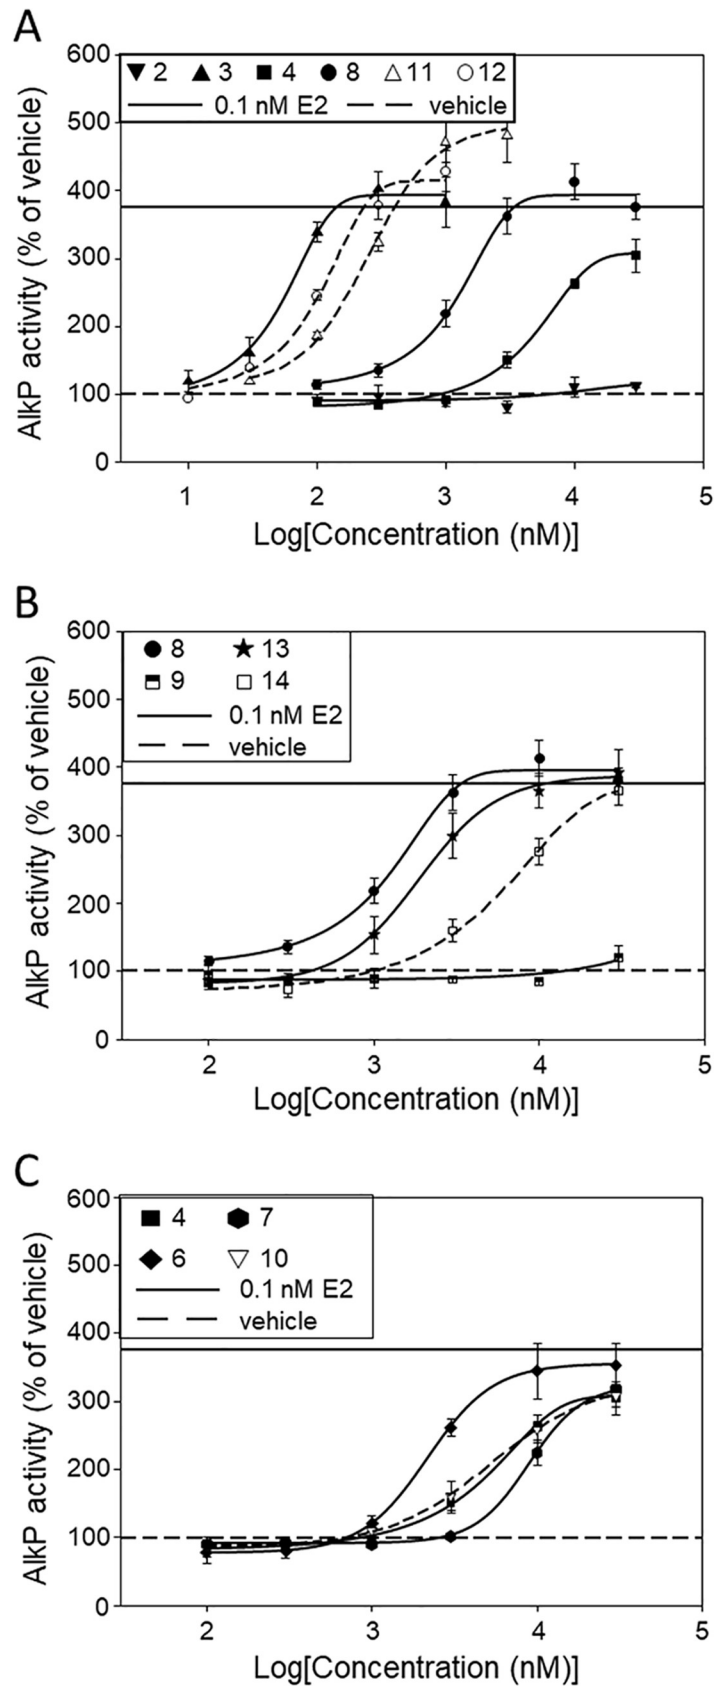 A
600
2 3 4 8 11 12
0.1 nM E2 vehicle
500
400
300
200
100
0
AlkP activity (% of vehicle)
1 2 3 4 5
Log[Concentration (nM)]
B
600
8 13
9 14
0.1 nM E2
vehicle
500
400
300
200
100
0
AlkP activity (% of vehicle)
2 3 4 5
Log[Concentration (nM)]
C
600
4 7
6 10
0.1 nM E2
vehicle
500
400
300
200
100
0
AlkP activity (% of vehicle)
2 3 4 5
Log[Concentration (nM)]